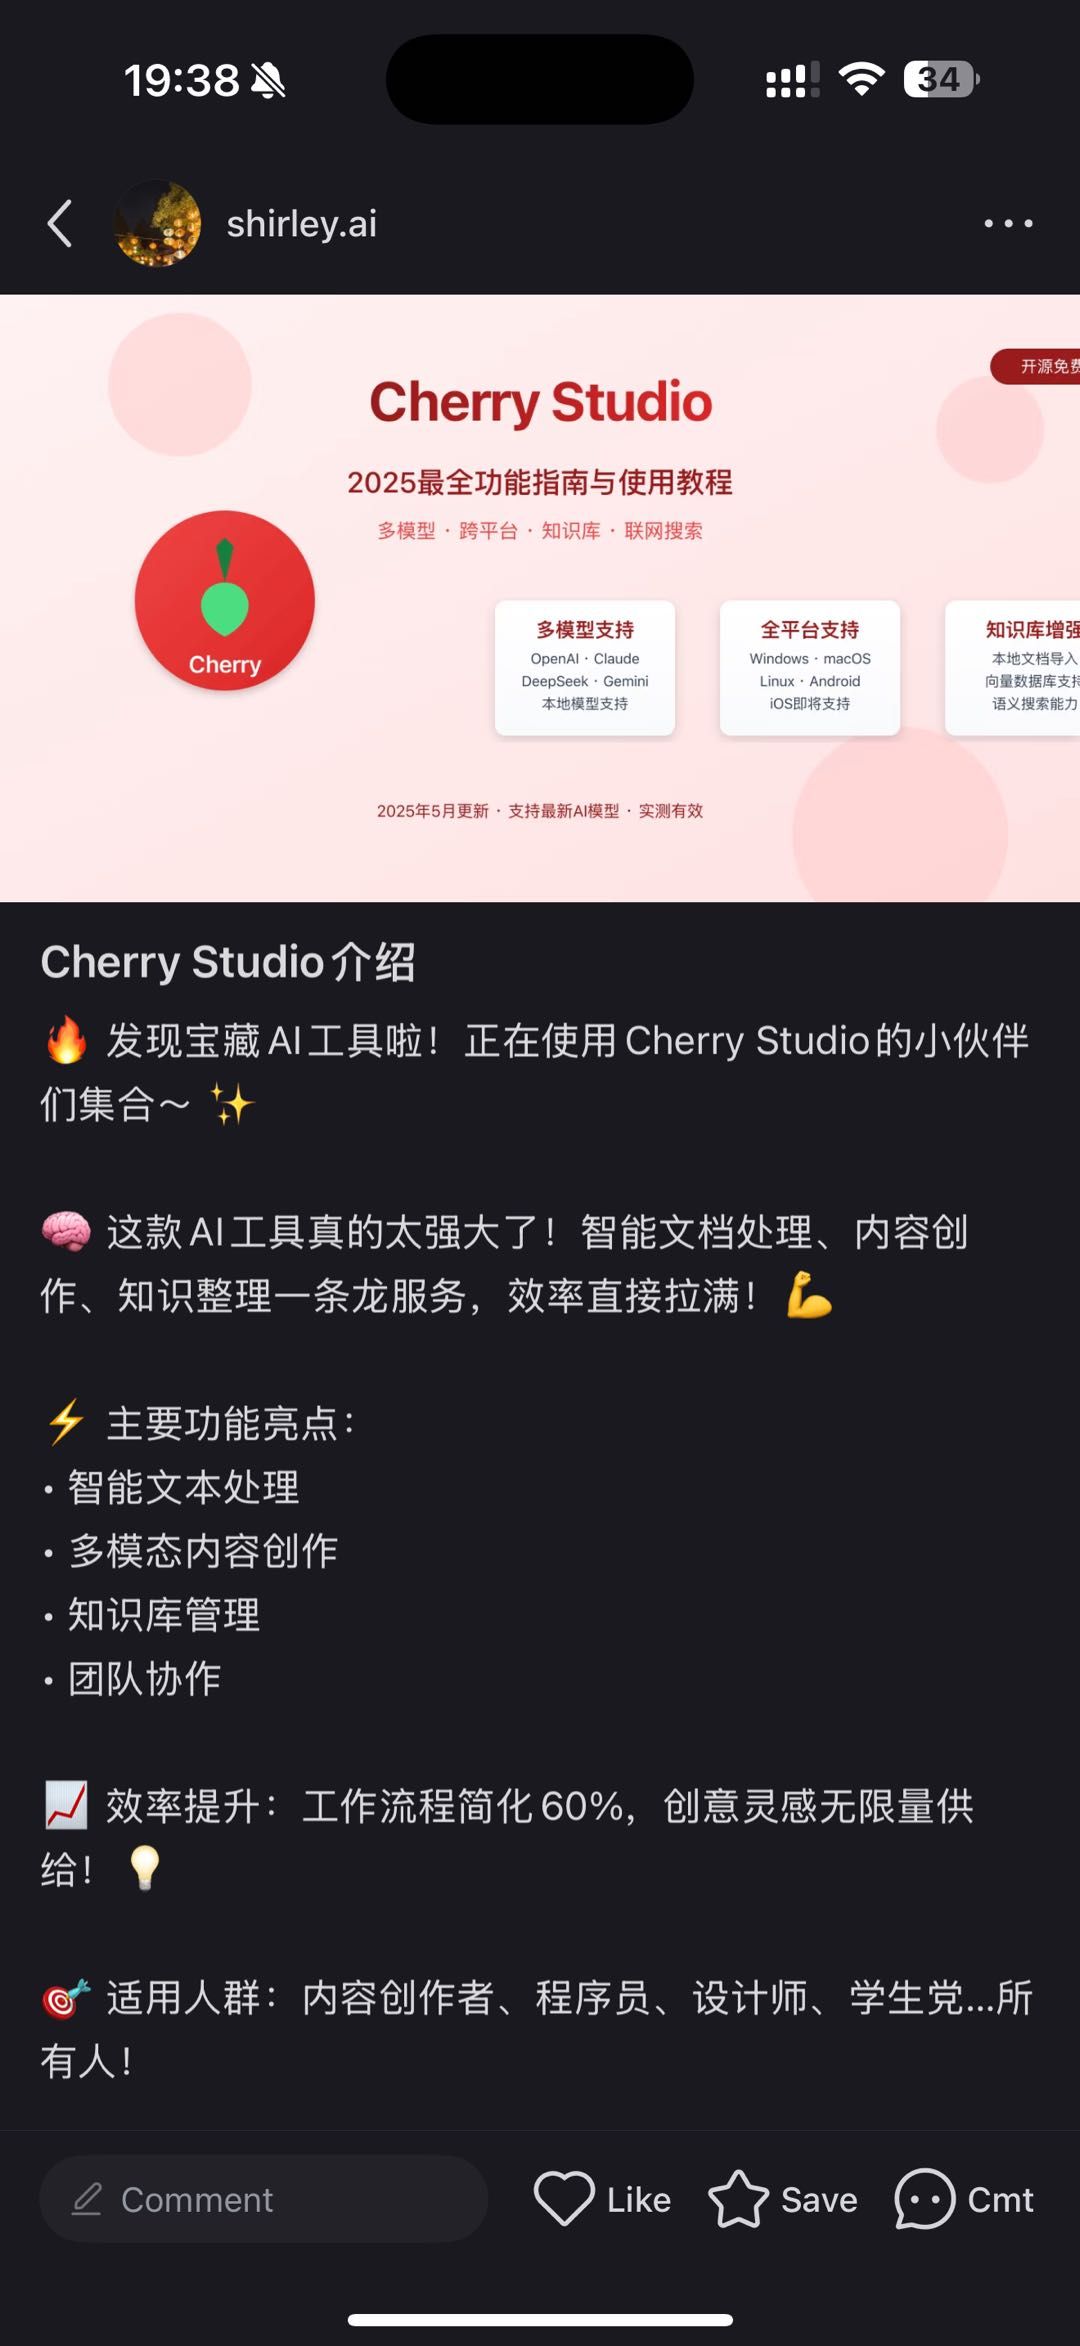 19:38
34
shirley.ai
开源免费
Cherry Studio
2025最全功能指南与使用教程
多模型 · 跨平台 · 知识库 · 联网搜索
Cherry
多模型支持
OpenAI · Claude
DeepSeek · Gemini
本地模型支持
全平台支持
Windows · macOS
Linux · Android
iOS即将支持
知识库增强
本地文档导入
向量数据库支持
语义搜索能力
2025年5月更新 · 支持最新AI模型 · 实测有效
Cherry Studio介绍
🔥 发现宝藏AI工具啦！正在使用Cherry Studio的小伙伴
们集合～ ✨
🧠 这款AI工具真的太强大了！智能文档处理、内容创
作、知识整理一条龙服务，效率直接拉满！💪
⚡ 主要功能亮点：
• 智能文本处理
• 多模态内容创作
• 知识库管理
• 团队协作
📈 效率提升：工作流程简化60%，创意灵感无限量供
给！💡
🎯 适用人群：内容创作者、程序员、设计师、学生党...所
有人！
Comment
Like
Save
Cmt